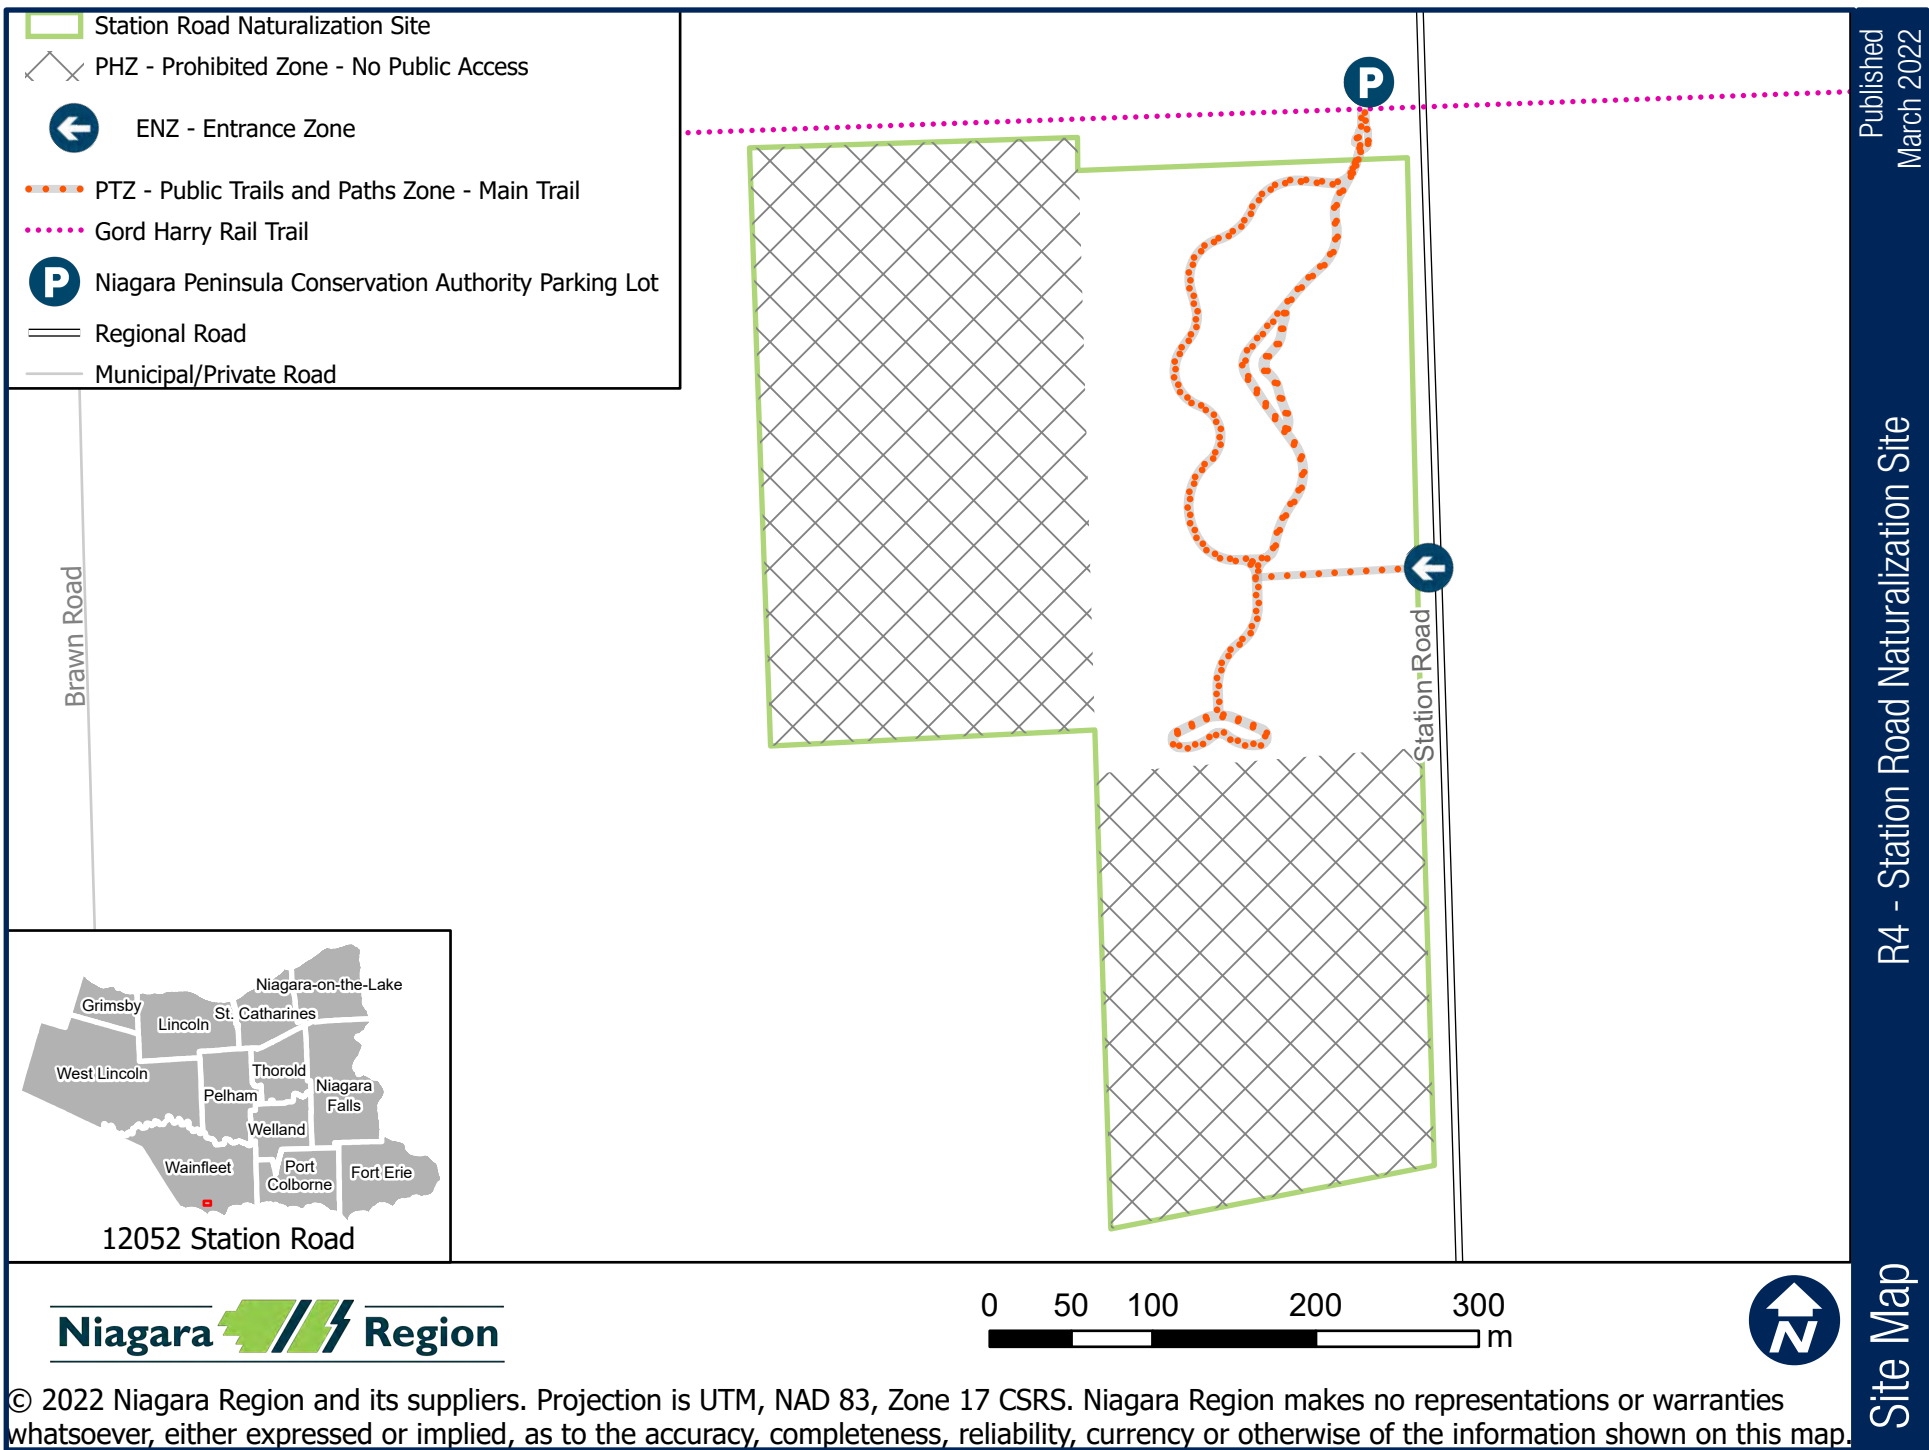 Station Road Naturalization Site
PHZ - Prohibited Zone - No Public Access
ENZ - Entrance Zone
PTZ - Public Trails and Paths Zone - Main Trail
Gord Harry Rail Trail
P Niagara Peninsula Conservation Authority Parking Lot
Regional Road
Municipal/Private Road
P
Brawn Road
Station Road
Grimsby
Lincoln
St. Catharines
Niagara-on-the-Lake
West Lincoln
Pelham
Thorold
Niagara
Falls
Welland
Wainfleet
Port
Colborne
Fort Erie
12052 Station Road
Niagara Region
0 50 100 200 300
m
N
© 2022 Niagara Region and its suppliers. Projection is UTM, NAD 83, Zone 17 CSRS. Niagara Region makes no representations or warranties
whatsoever, either expressed or implied, as to the accuracy, completeness, reliability, currency or otherwise of the information shown on this map.
Site Map
R4 - Station Road Naturalization Site
Published
March 2022